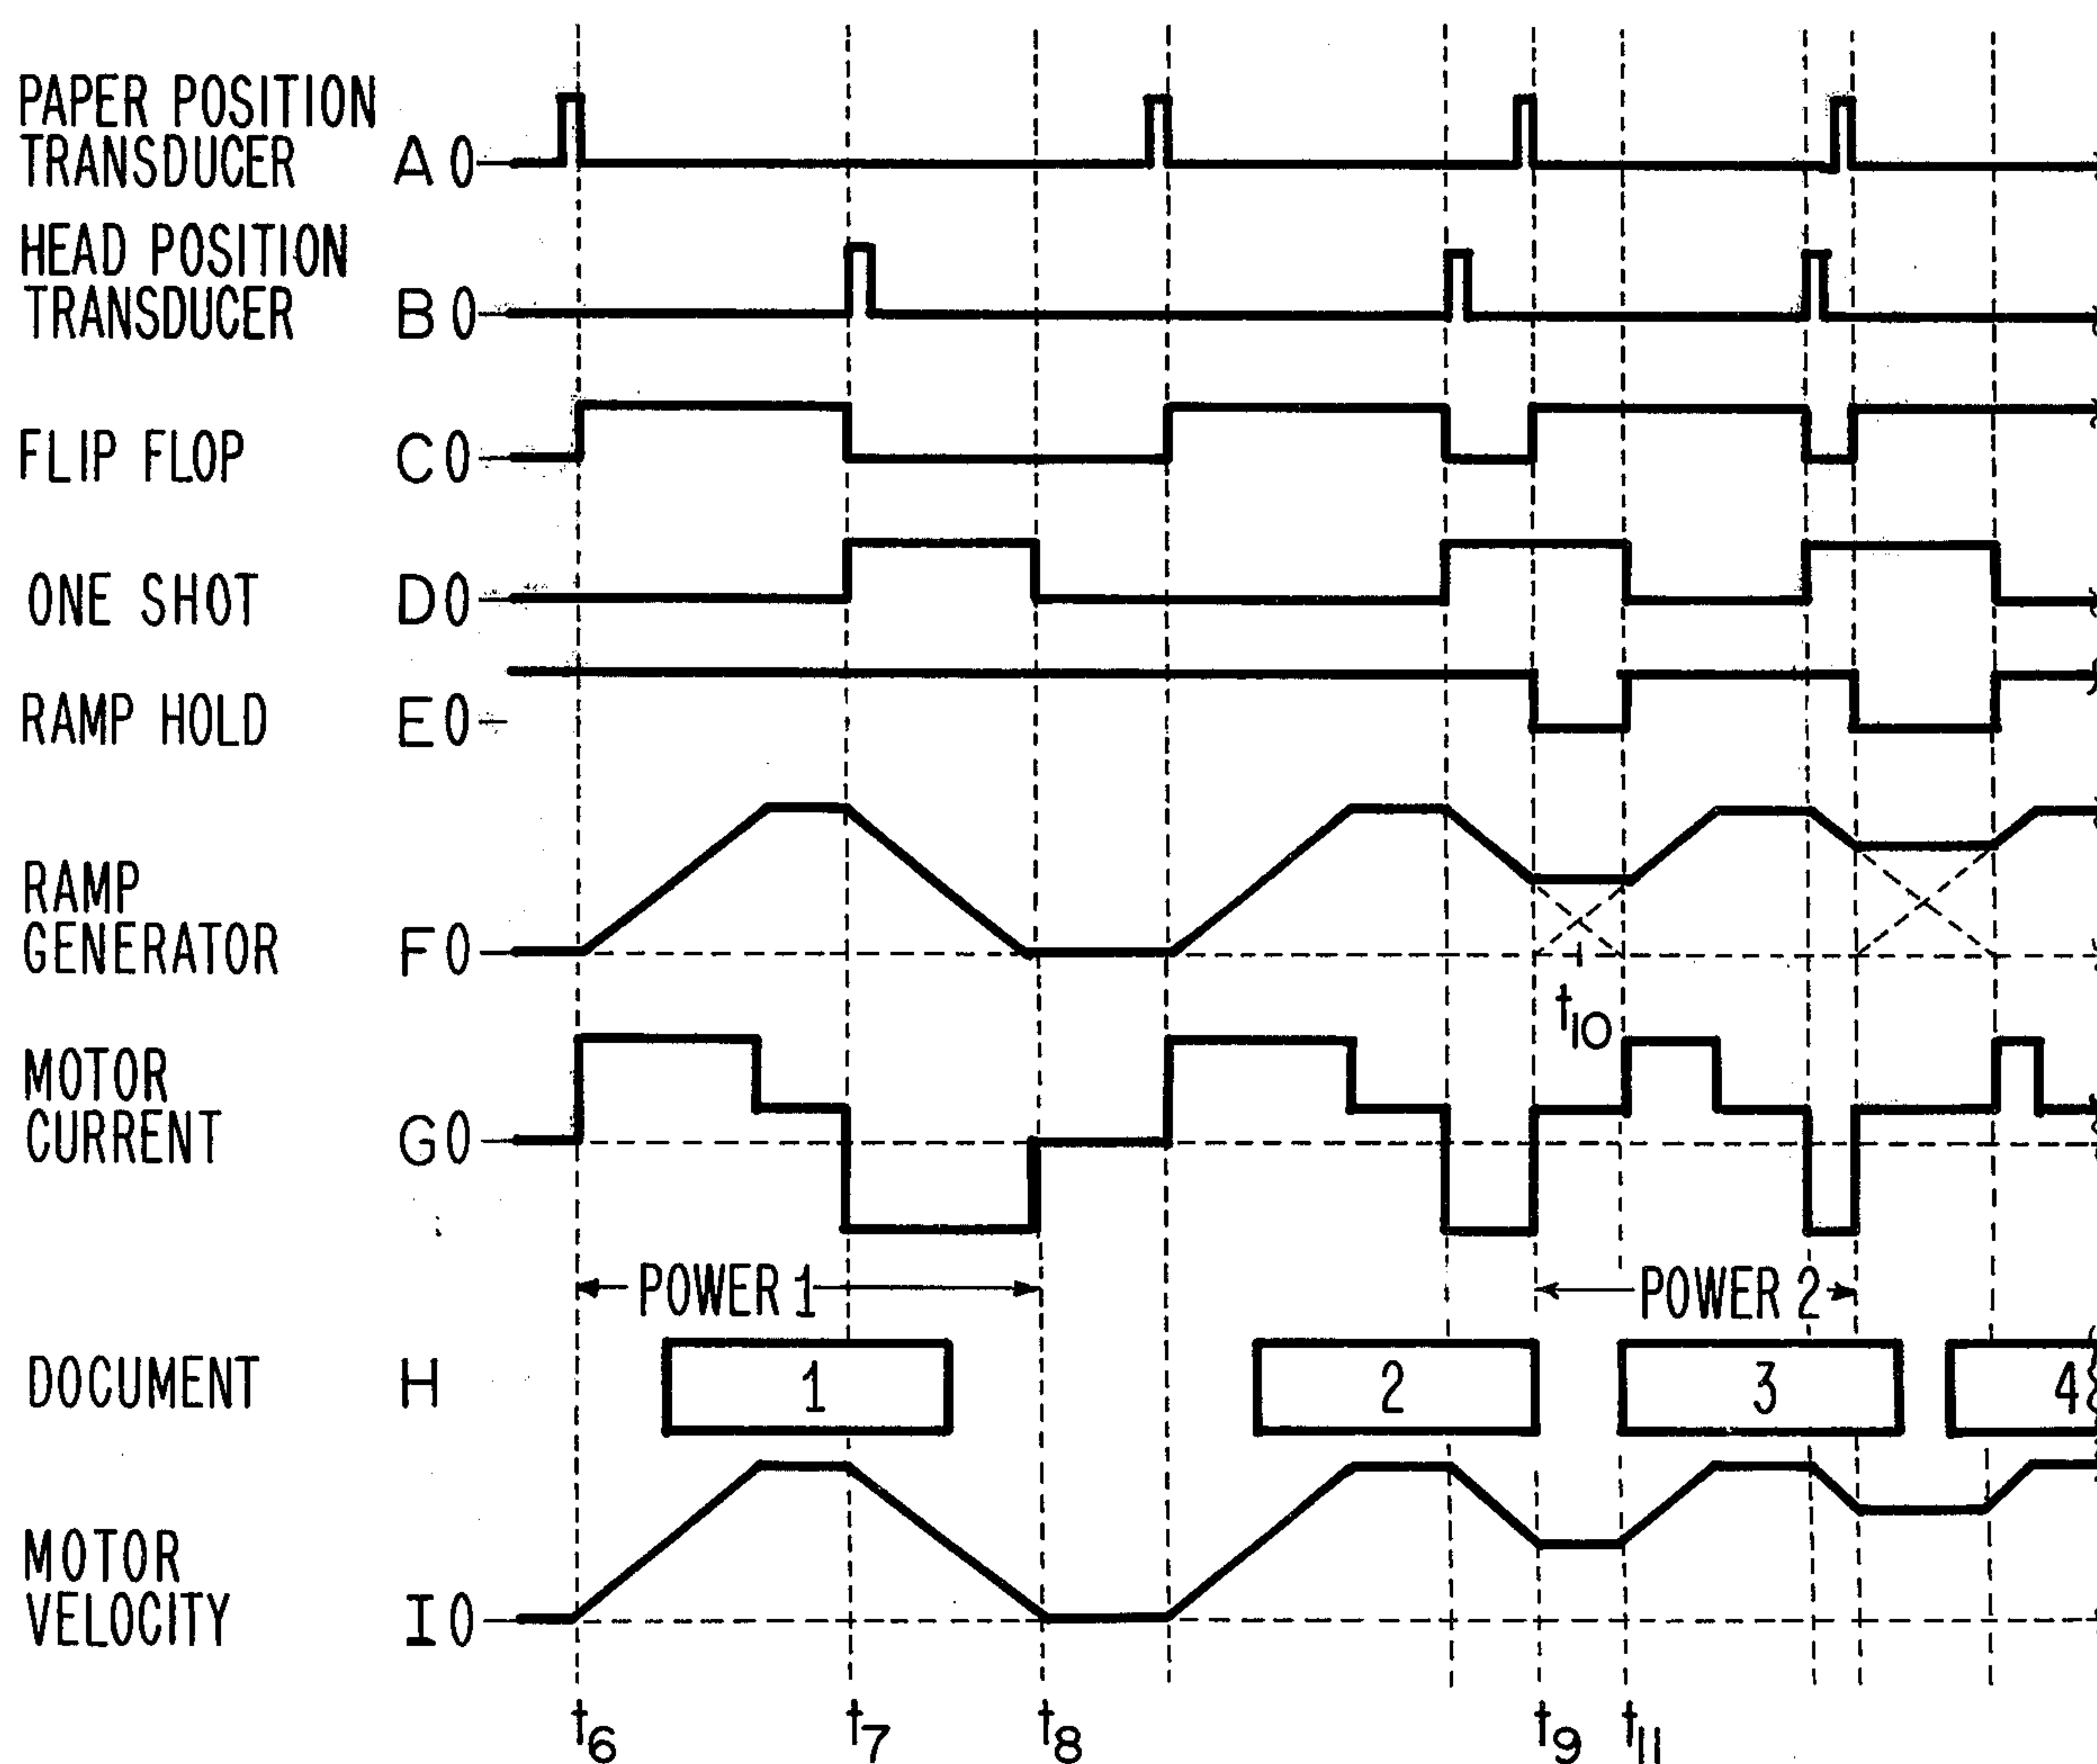 PAPER POSITION
TRANSDUCER A 0
HEAD POSITION
TRANSDUCER B 0
FLIP FLOP C 0
ONE SHOT D 0
RAMP HOLD E 0
RAMP
GENERATOR F 0
t10
MOTOR
CURRENT G 0
POWER 1 POWER 2
DOCUMENT H 1 2 3 4
MOTOR
VELOCITY I 0
t6 t7 t8 t9 t11